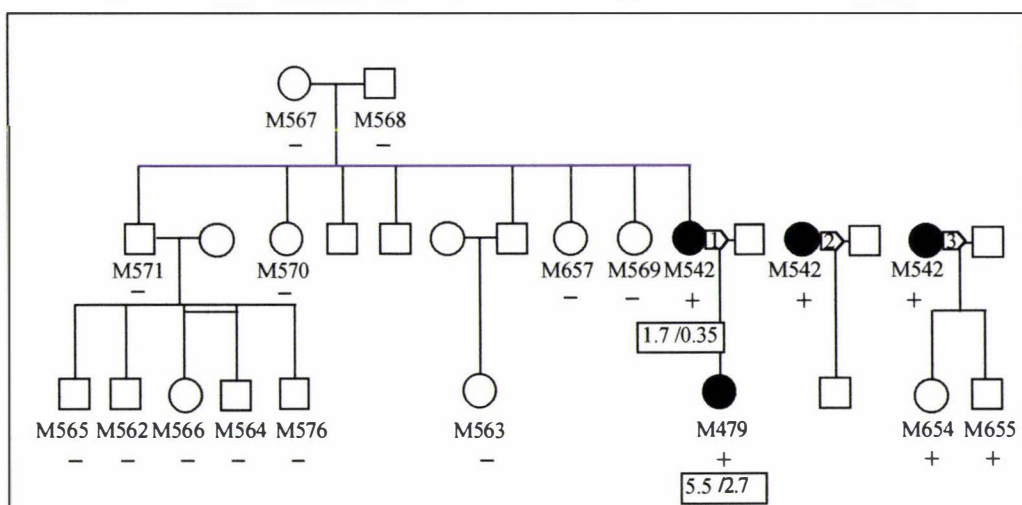 M567 M568
– –
1 2 3
M571 M570 M657 M569 M542 M542 M542
– – – – + + +
1.7 /0.35
M565 M562 M566 M564 M576 M563 M479 M654 M655
– – – – – – + + +
5.5 /2.7